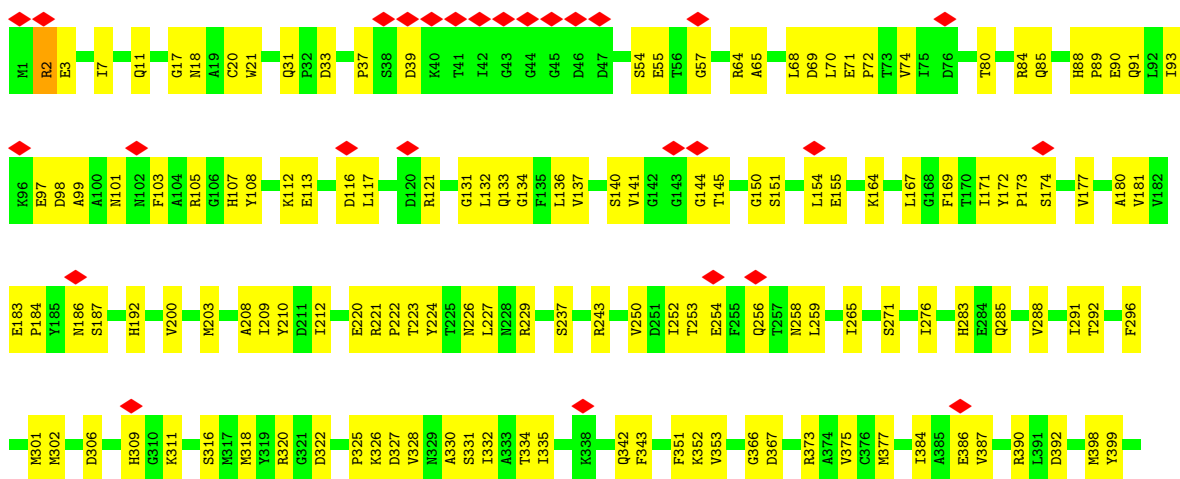 M1 R2 E3 I7 Q11 G17 N18 A19 C20 W21 Q31 P32 D33 P37 S38 D39 K40 T41 I42 G43 G44 G45 D46 D47 S54 E55 T56 G57 R64 A65 L68 D69 L70 E71 P72 T73 V74 I75 D76 T80 R84 Q85 H88 P89 E90 Q91 L92 I93
K96 E97 D98 A99 A100 N101 N102 F103 A104 R105 G106 H107 Y108 K112 E113 D116 L117 D120 R121 G131 L132 Q133 G134 F135 L136 V137 S140 V141 G142 G143 G144 T145 G150 S151 L154 E155 K164 L167 G168 F169 T170 I171 Y172 P173 S174 V177 A180 V181 V182
E183 P184 Y185 N186 S187 H192 V200 M203 A208 I209 Y210 D211 I212 E220 R221 P222 T223 Y224 T225 N226 L227 N228 R229 S237 R243 V250 D251 I252 T253 E254 F255 Q256 T257 N258 L259 I265 S271 I276 H283 E284 Q285 V288 I291 T292 F296
M301 M302 D306 H309 G310 K311 S316 M317 M318 Y319 R320 G321 D322 P325 K326 D327 V328 N329 A330 S331 I332 A333 T334 I335 K338 Q342 F343 F351 K352 V353 G366 D367 R373 A374 V375 C376 M377 I384 A385 E386 V387 R390 L391 D392 M398 Y399